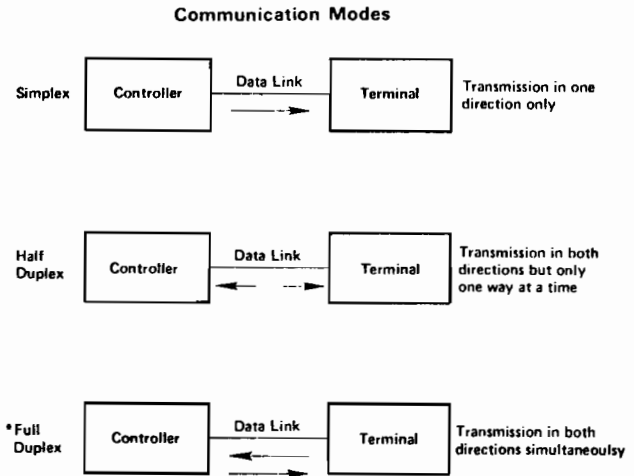 Communication Modes
Simplex
Controller
Data Link
Terminal
Transmission in one
direction only
Half
Duplex
Controller
Data Link
Terminal
Transmission in both
directions but only
one way at a time
*Full
Duplex
Controller
Data Link
Terminal
Transmission in both
directions simultaneoulsy